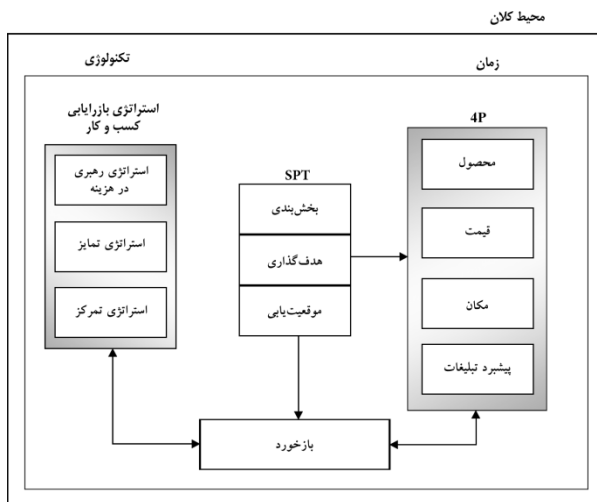 محیط کلان
زمان
تکنولوژی
4P
محصول
قیمت
مکان
پیشبرد تبلیغات
SPT
بخش‌بندی
هدف‌گذاری
موقعیت‌یابی
استراتژی بازرایابی
کسب و کار
استراتژی رهبری
در هزینه
استراتژی تمایز
استراتژی تمرکز
بازخورد